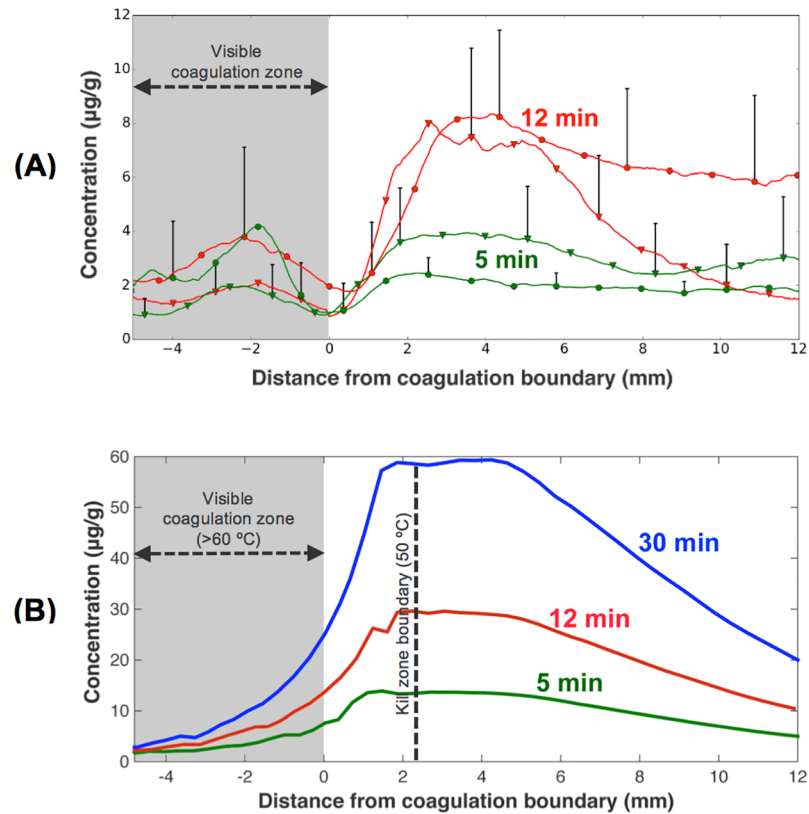 (A)
Concentration (µg/g)
12
10
8
6
4
2
0
Visible
coagulation zone
12 min
5 min
−4
−2
0
2
4
6
8
10
12
Distance from coagulation boundary (mm)
(B)
Concentration (µg/g)
60
50
40
30
20
10
0
Visible
coagulation zone
(>60 ºC)
Kill zone boundary (50 ºC)
30 min
12 min
5 min
-4
-2
0
2
4
6
8
10
12
Distance from coagulation boundary (mm)